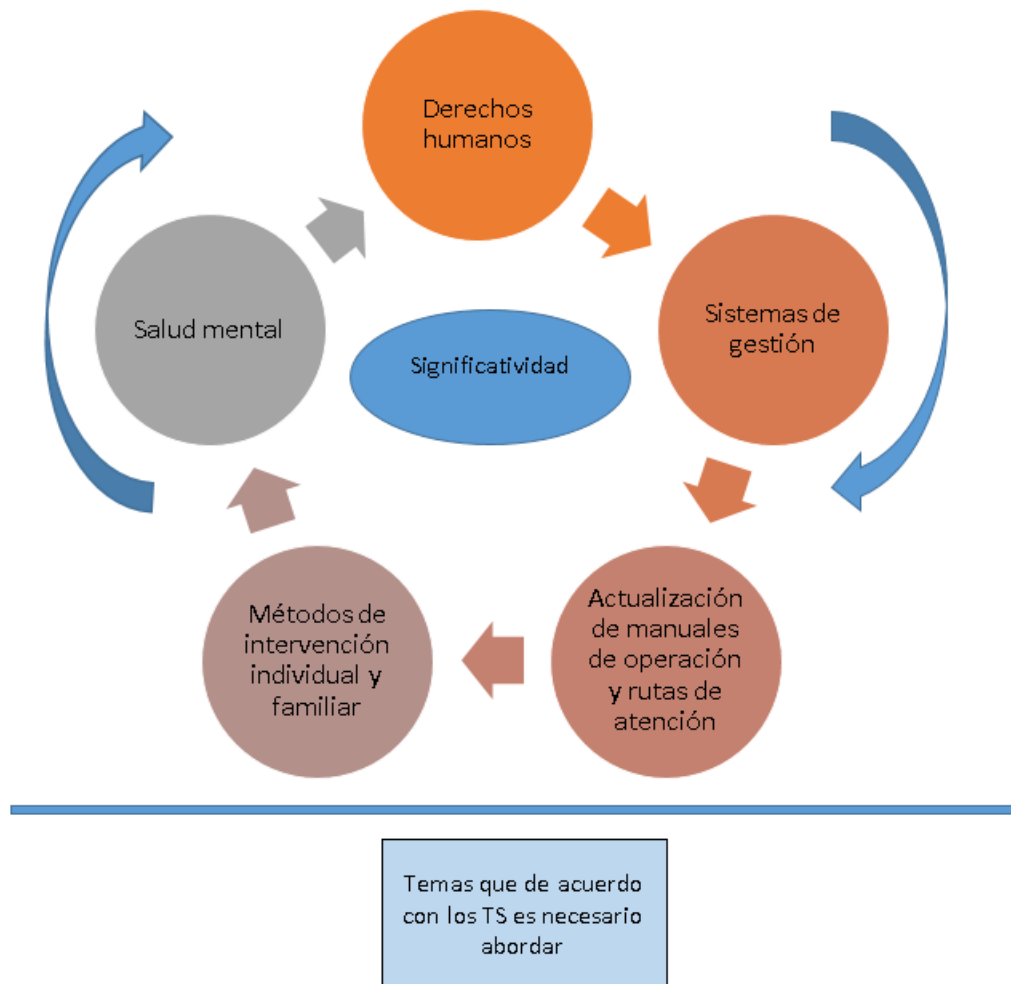 Derechos
humanos
Sistemas de
gestión
Salud mental
Significatividad
Actualización
de manuales
de operación
y rutas de
atención
Métodos de
intervención
individual y
familiar
Temas que de acuerdo
con los TS es necesario
abordar